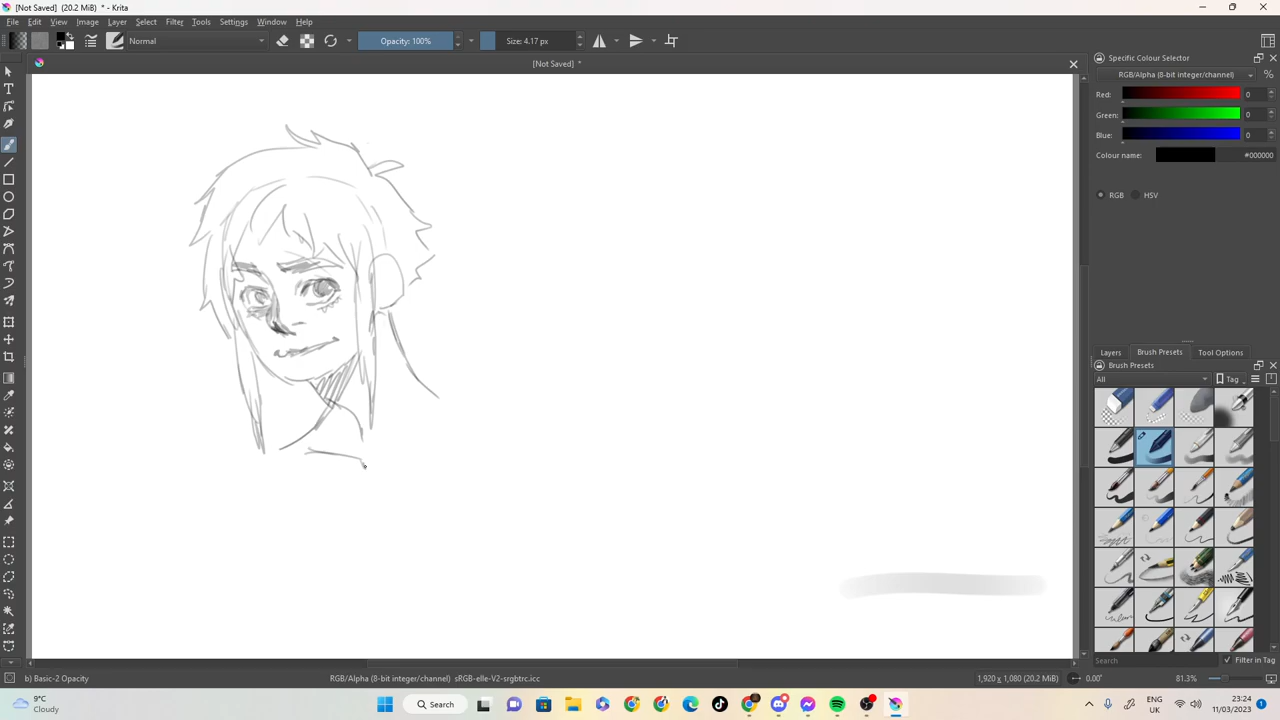 [Not Saved] (20.2 MiB) * - Krita
File Edit View Image Layer Select Filter Tools Settings Window Help
Normal
Opacity: 100%
Size: 4.17 px
[Not Saved] *
Specific Colour Selector
RGB/Alpha (8-bit integer/channel)
%
Red: 0
Green: 0
Blue: 0
Colour name: #000000
RGB HSV
Layers Brush Presets Tool Options
Brush Presets
All
Tag
Search
Filter in Tag
b) Basic-2 Opacity
RGB/Alpha (8-bit integer/channel) sRGB-elle-V2-srgbtrc.icc
1,920 x 1,080 (20.2 MiB)
0.00°
81.3%
9°C
Cloudy
Search
ENG
UK
23:24
11/03/2023